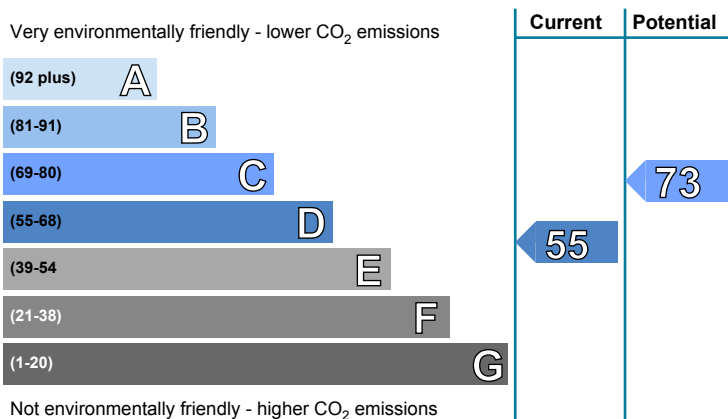 Very environmentally friendly - lower CO2 emissions
Current
Potential
(92 plus) A
(81-91) B
(69-80) C
73
(55-68) D
55
(39-54 E
(21-38) F
(1-20) G
Not environmentally friendly - higher CO2 emissions